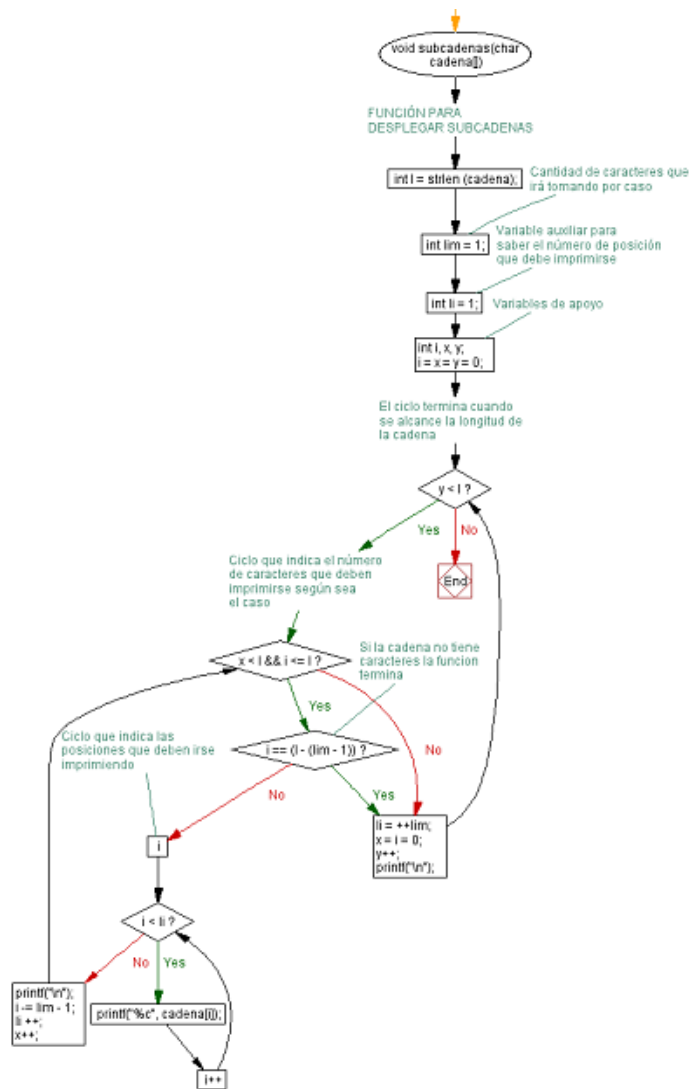 void subcadenas(char
cadena[])
FUNCIÓN PARA
DESPLEGAR SUBCADENAS
int l = strlen (cadena);
Cantidad de caracteres que
irá tomando por caso
int lim = 1;
Variable auxiliar para
saber el número de posición
que debe imprimirse
int li = 1;
Variables de apoyo
int i, x, y;
i = x = y = 0;
El ciclo termina cuando
se alcance la longitud de
la cadena
y < l ?
Yes
No
End
Ciclo que indica el número
de caracteres que deben
imprimirse según sea
el caso
x < l && i <= l ?
Si la cadena no tiene
caracteres la funcion
termina
Yes
No
Ciclo que indica las
posiciones que deben irse
imprimiendo
i == (l - (lim - 1)) ?
No
Yes
li = ++lim;
x = i = 0;
y++;
printf("\n");
i
i < li ?
No
Yes
printf("\n");
i -= lim - 1;
li ++;
x++;
printf("%c", cadena[i]);
i++